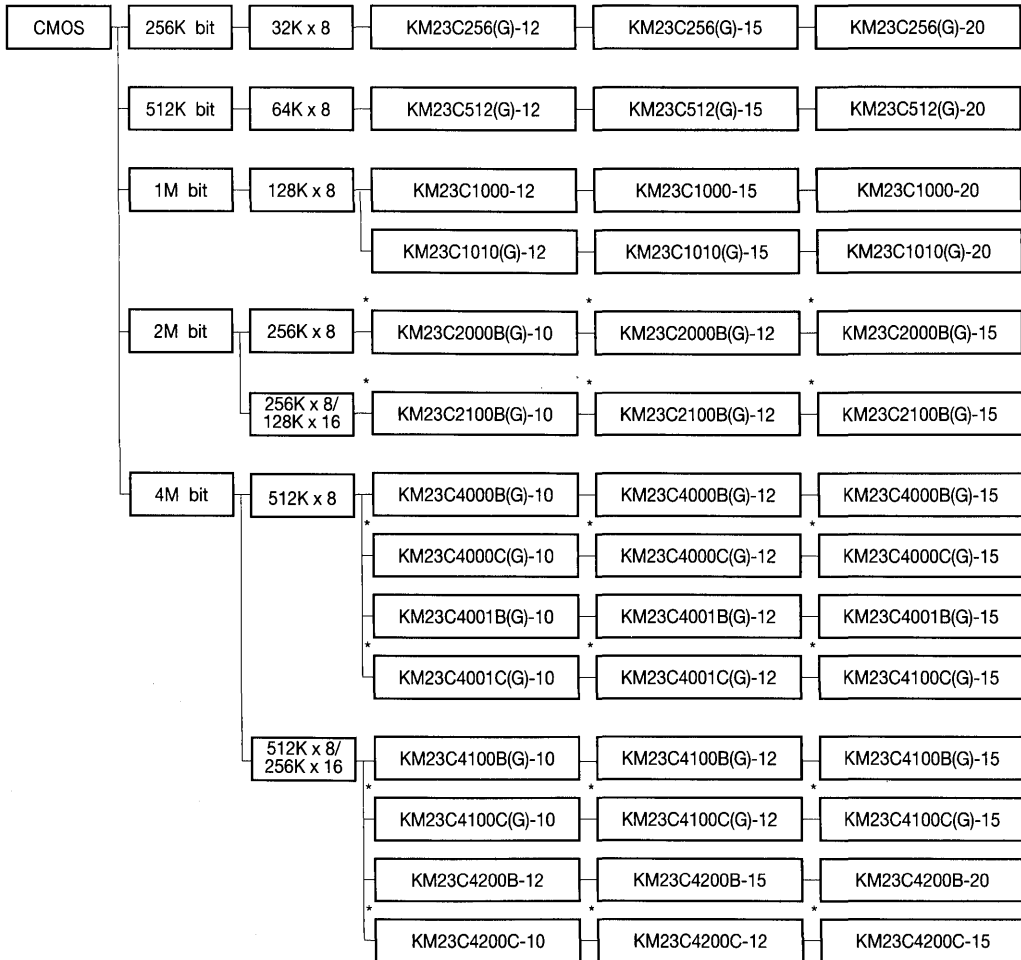 CMOS 256K bit 32K x 8 KM23C256(G)-12 KM23C256(G)-15 KM23C256(G)-20
512K bit 64K x 8 KM23C512(G)-12 KM23C512(G)-15 KM23C512(G)-20
1M bit 128K x 8 KM23C1000-12 KM23C1000-15 KM23C1000-20
KM23C1010(G)-12 KM23C1010(G)-15 KM23C1010(G)-20
* * *
2M bit 256K x 8 KM23C2000B(G)-10 KM23C2000B(G)-12 KM23C2000B(G)-15
* * *
256K x 8/
128K x 16 KM23C2100B(G)-10 KM23C2100B(G)-12 KM23C2100B(G)-15
4M bit 512K x 8 KM23C4000B(G)-10 KM23C4000B(G)-12 KM23C4000B(G)-15
* * *
KM23C4000C(G)-10 KM23C4000C(G)-12 KM23C4000C(G)-15
KM23C4001B(G)-10 KM23C4001B(G)-12 KM23C4001B(G)-15
* * *
KM23C4001C(G)-10 KM23C4001C(G)-12 KM23C4100C(G)-15
512K x 8/
256K x 16 KM23C4100B(G)-10 KM23C4100B(G)-12 KM23C4100B(G)-15
* * *
KM23C4100C(G)-10 KM23C4100C(G)-12 KM23C4100C(G)-15
KM23C4200B-12 KM23C4200B-15 KM23C4200B-20
* * *
KM23C4200C-10 KM23C4200C-12 KM23C4200C-15